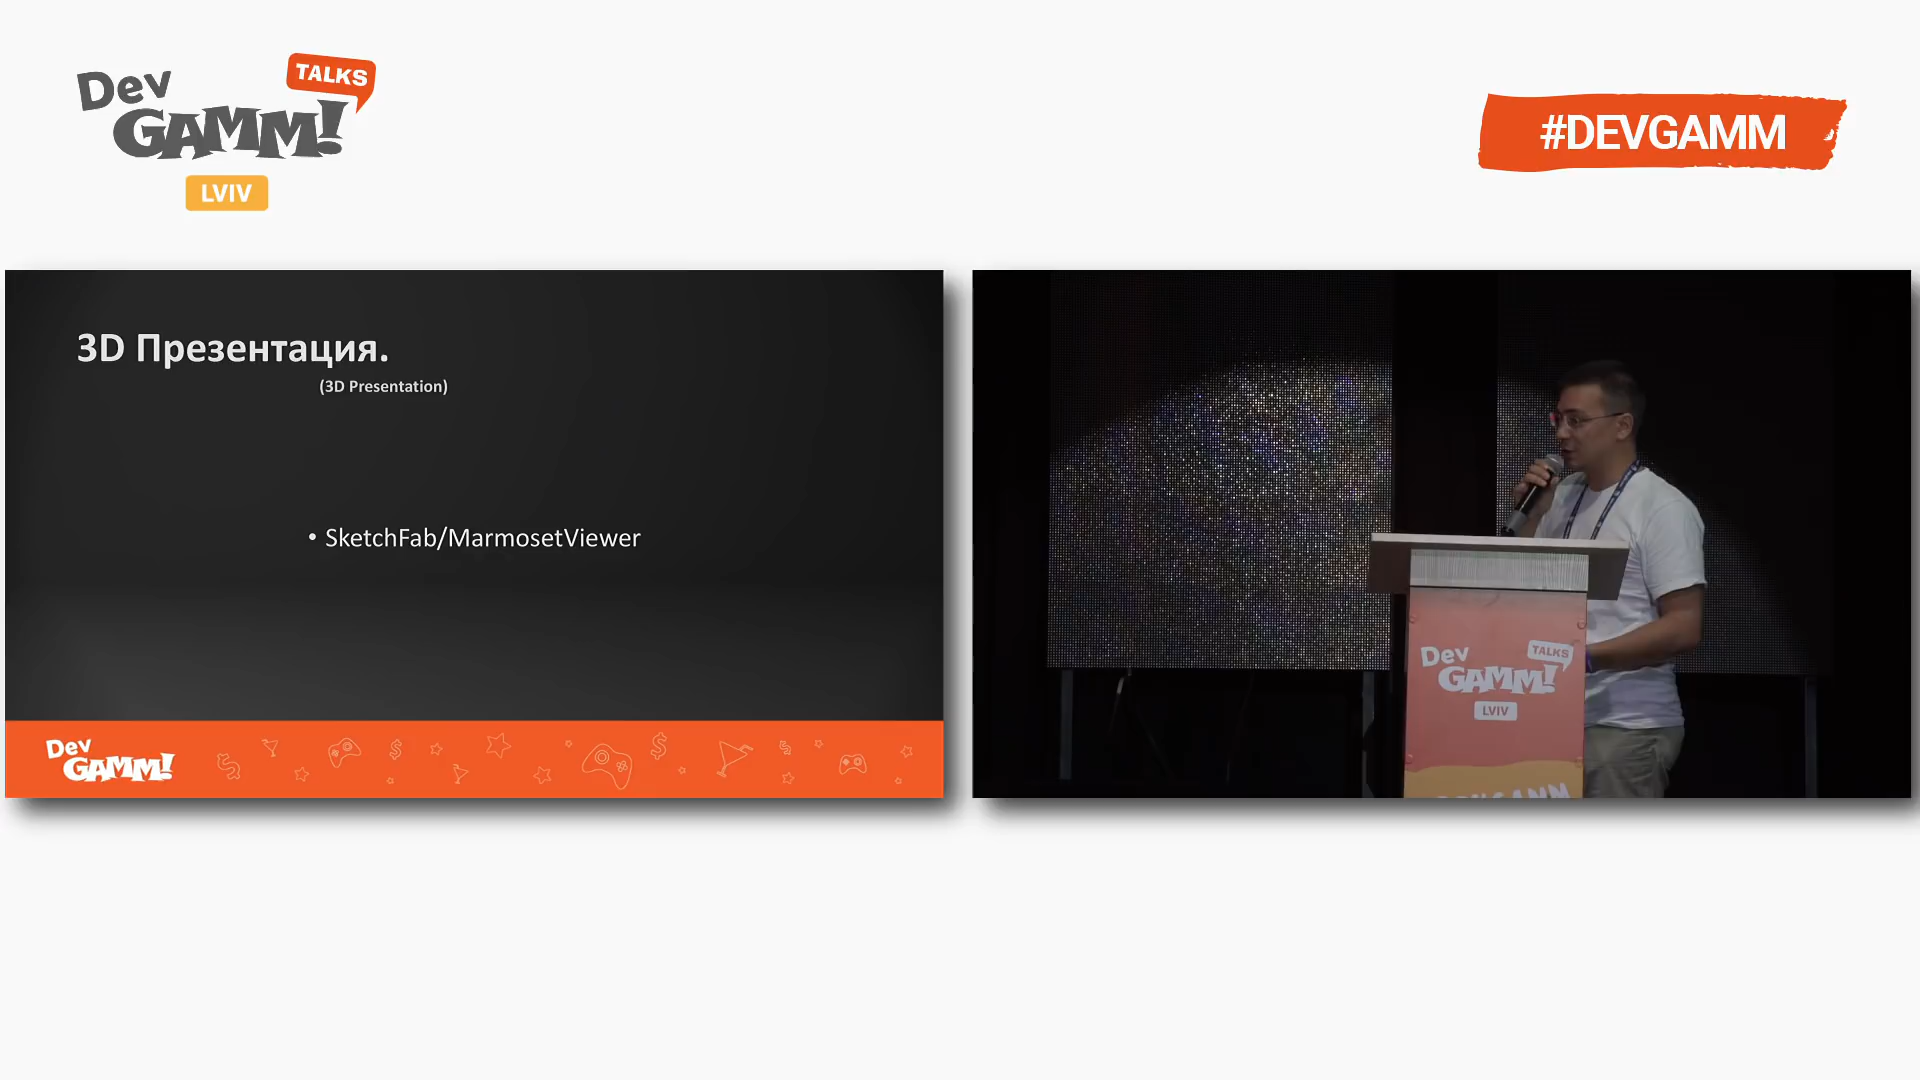 Dev
TALKS
GAMM!
LVIV
#DEVGAMM
3D Презентация.
(3D Presentation)
• SketchFab/MarmosetViewer
Dev
GAMM!
Dev
TALKS
GAMM!
LVIV